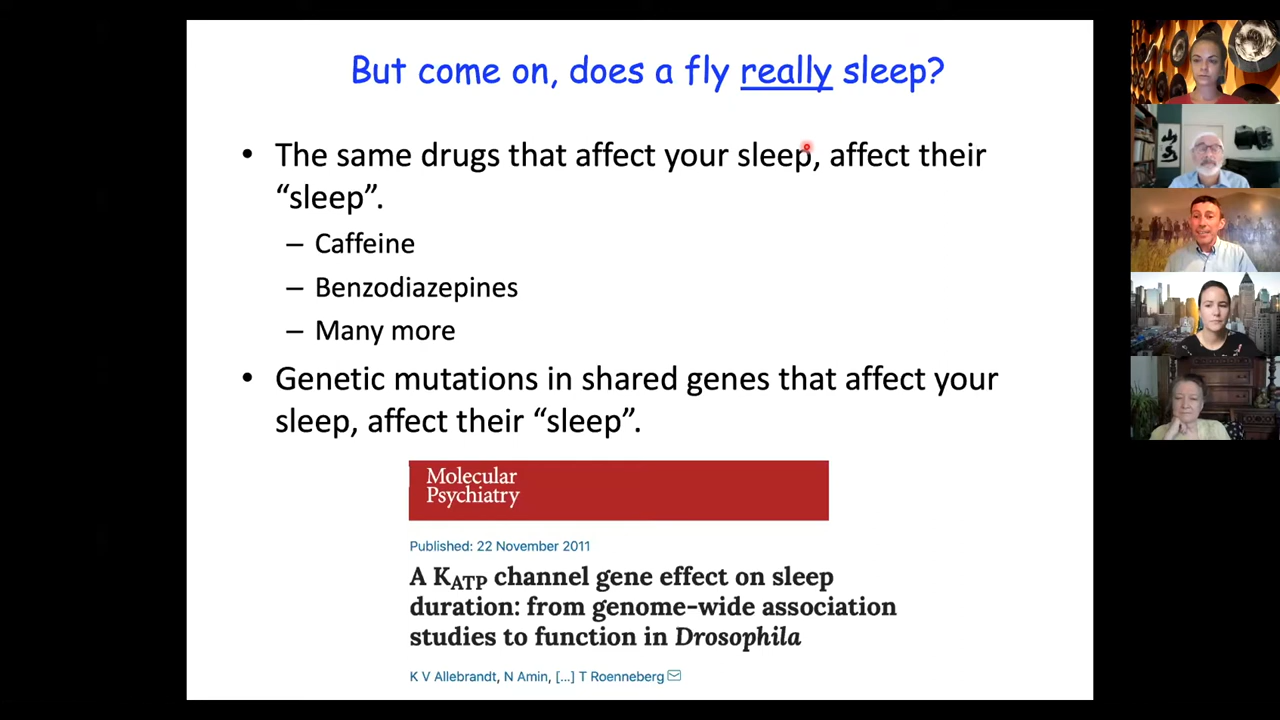 But come on, does a fly really sleep?
• The same drugs that affect your sleep, affect their
“sleep”.
– Caffeine
– Benzodiazepines
– Many more
• Genetic mutations in shared genes that affect your
sleep, affect their “sleep”.
Molecular
Psychiatry
Published: 22 November 2011
A KATP channel gene effect on sleep
duration: from genome-wide association
studies to function in Drosophila
K V Allebrandt, N Amin, [...] T Roenneberg